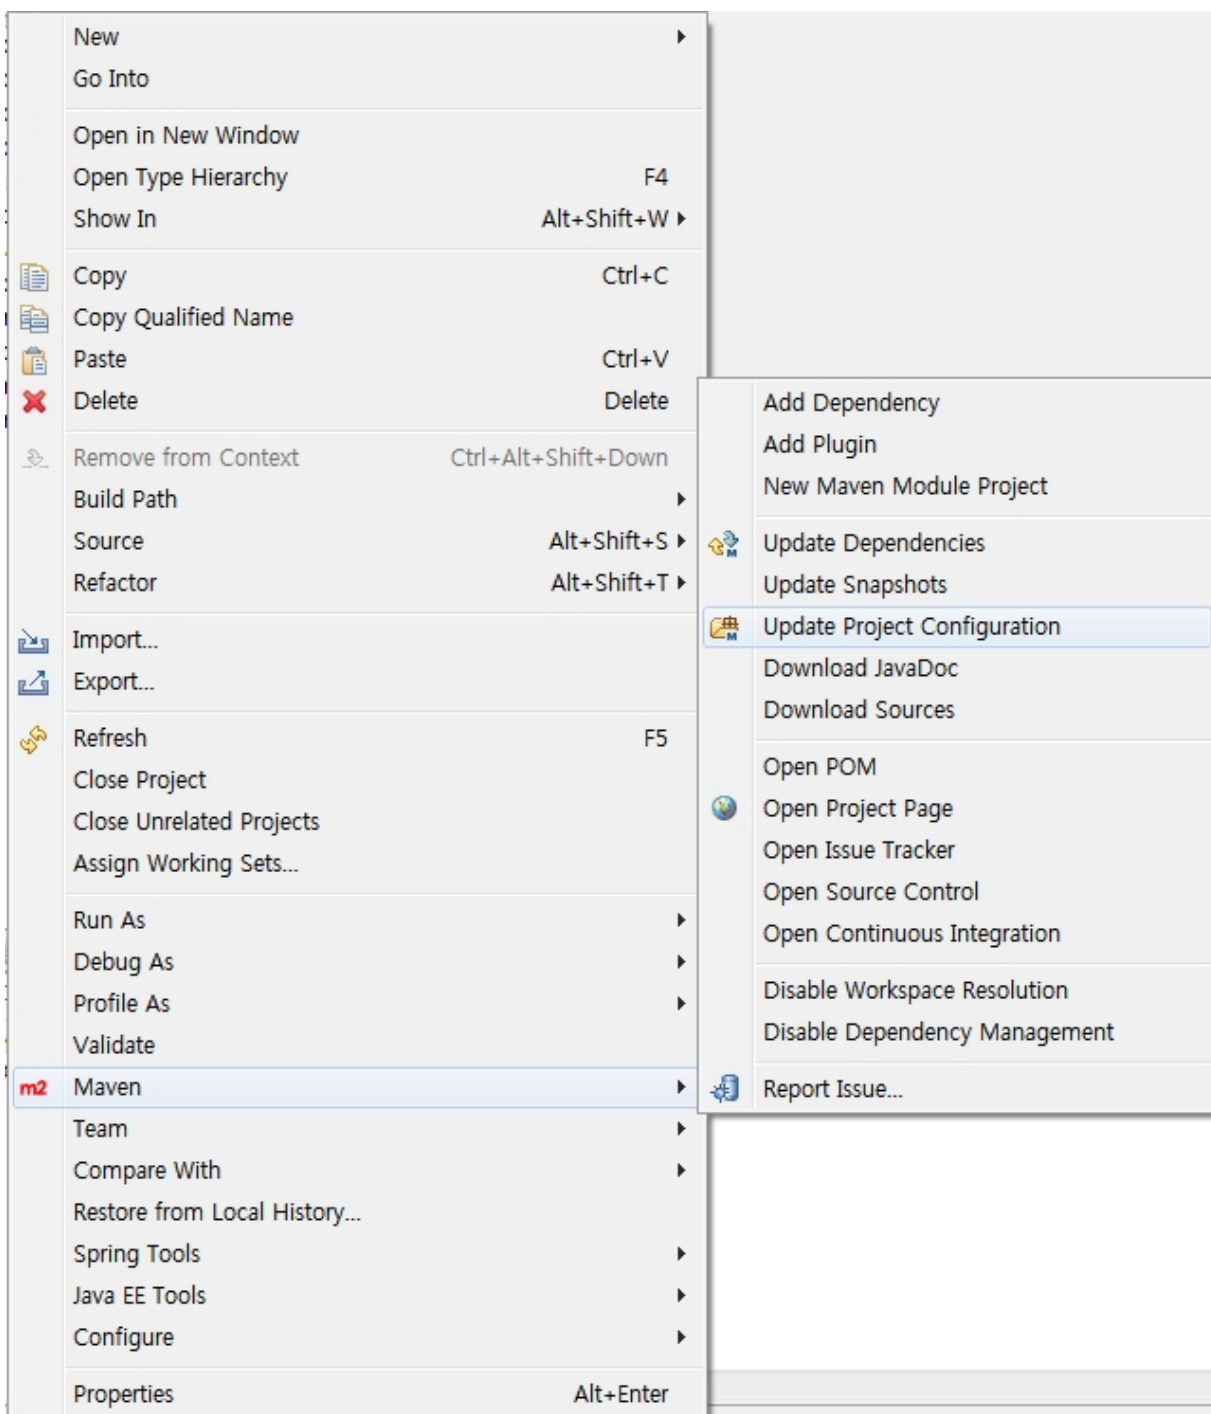 New
Go Into
Open in New Window
Open Type Hierarchy F4
Show In Alt+Shift+W
Copy Ctrl+C
Copy Qualified Name
Paste Ctrl+V
Delete Delete
Remove from Context Ctrl+Alt+Shift+Down
Build Path
Source Alt+Shift+S
Refactor Alt+Shift+T
Import...
Export...
Refresh F5
Close Project
Close Unrelated Projects
Assign Working Sets...
Run As
Debug As
Profile As
Validate
m2 Maven
Team
Compare With
Restore from Local History...
Spring Tools
Java EE Tools
Configure
Properties Alt+Enter
Add Dependency
Add Plugin
New Maven Module Project
Update Dependencies
Update Snapshots
Update Project Configuration
Download JavaDoc
Download Sources
Open POM
Open Project Page
Open Issue Tracker
Open Source Control
Open Continuous Integration
Disable Workspace Resolution
Disable Dependency Management
Report Issue...